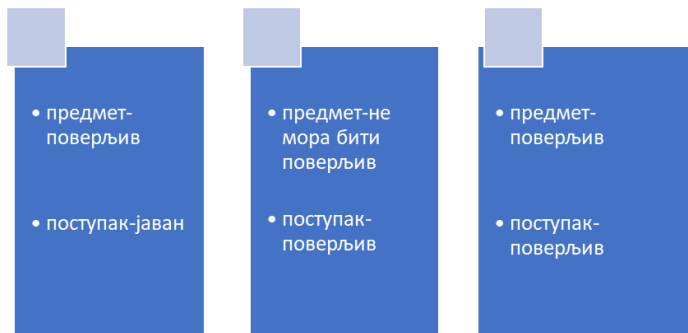 • предмет-
поверљив
• поступак-јаван
• предмет-не
мора бити
поверљив
• поступак-
поверљив
• предмет-
поверљив
• поступак-
поверљив